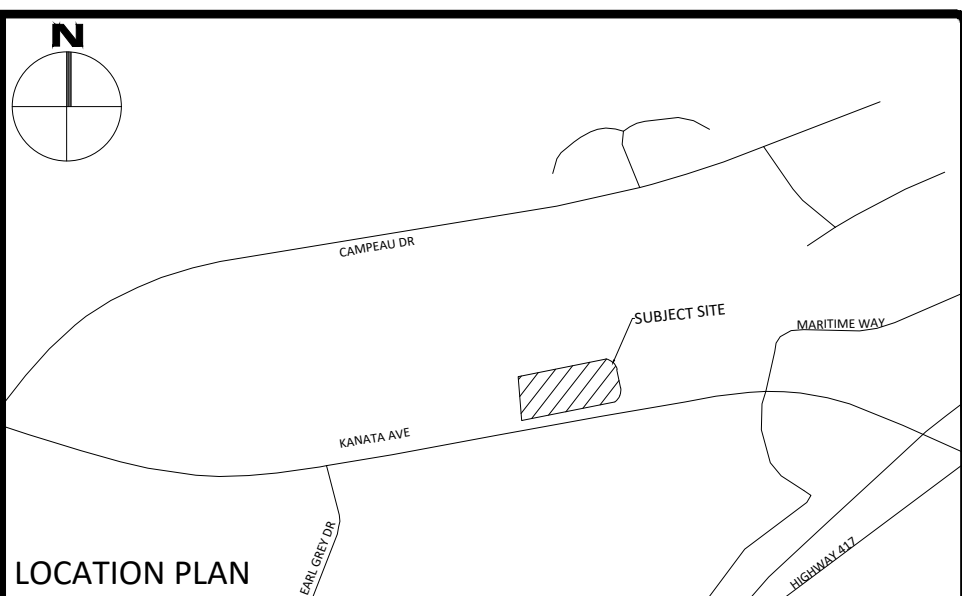 N
CAMPEAU DR
SUBJECT SITE
MARITIME WAY
KANATA AVE
EARL GREY DR
HIGHWAY 417
LOCATION PLAN